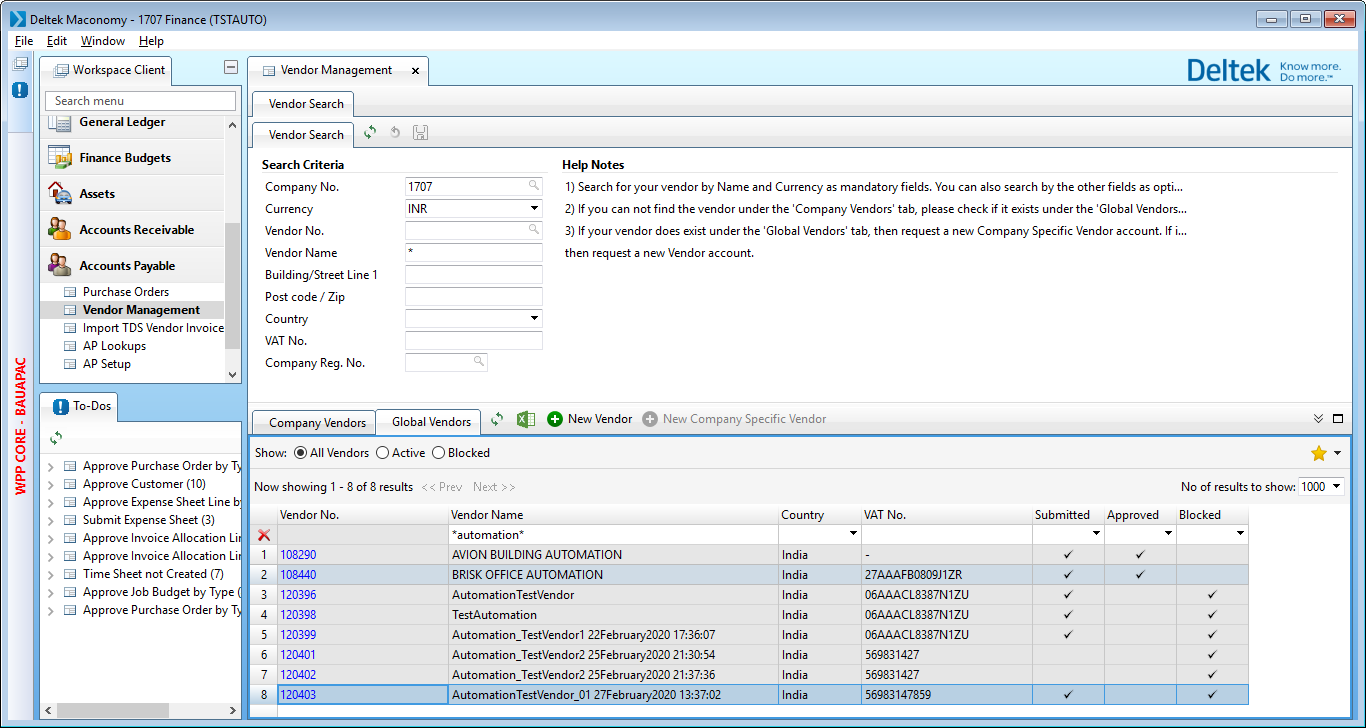 Deltek Maconomy - 1707 Finance (TSTAUTO)
File Edit Window Help
Workspace Client
Vendor Management
Deltek Know more.
Do more.™
Search menu
General Ledger
Finance Budgets
Assets
Accounts Receivable
Accounts Payable
Purchase Orders
Vendor Management
Import TDS Vendor Invoice
AP Lookups
AP Setup
WPP CORE - BAUAPAC
To-Dos
Approve Purchase Order by Ty
Approve Customer (10)
Approve Expense Sheet Line by
Submit Expense Sheet (3)
Approve Invoice Allocation Lin
Approve Invoice Allocation Lin
Time Sheet not Created (7)
Approve Job Budget by Type (
Approve Purchase Order by Ty
Vendor Search
Vendor Search
Search Criteria
Company No. 1707
Currency INR
Vendor No.
Vendor Name *
Building/Street Line 1
Post code / Zip
Country
VAT No.
Company Reg. No.
Help Notes
1) Search for your vendor by Name and Currency as mandatory fields. You can also search by the other fields as opti...
2) If you can not find the vendor under the 'Company Vendors' tab, please check if it exists under the 'Global Vendors...
3) If your vendor does exist under the 'Global Vendors' tab, then request a new Company Specific Vendor account. If i...
then request a new Vendor account.
Company Vendors Global Vendors New Vendor New Company Specific Vendor
Show: All Vendors Active Blocked
Now showing 1 - 8 of 8 results << Prev Next >> No of results to show: 1000
Vendor No. Vendor Name Country VAT No. Submitted Approved Blocked
*automation*
1 108290 AVION BUILDING AUTOMATION India - ✓ ✓
2 108440 BRISK OFFICE AUTOMATION India 27AAAFB0809J1ZR ✓ ✓
3 120396 AutomationTestVendor India 06AAACL8387N1ZU ✓ ✓
4 120398 TestAutomation India 06AAACL8387N1ZU ✓ ✓
5 120399 Automation_TestVendor1 22February2020 17:36:07 India 06AAACL8387N1ZU ✓ ✓
6 120401 Automation_TestVendor2 25February2020 21:30:54 India 569831427 ✓
7 120402 Automation_TestVendor2 25February2020 21:37:36 India 569831427 ✓
8 120403 AutomationTestVendor_01 27February2020 13:37:02 India 56983147859 ✓ ✓